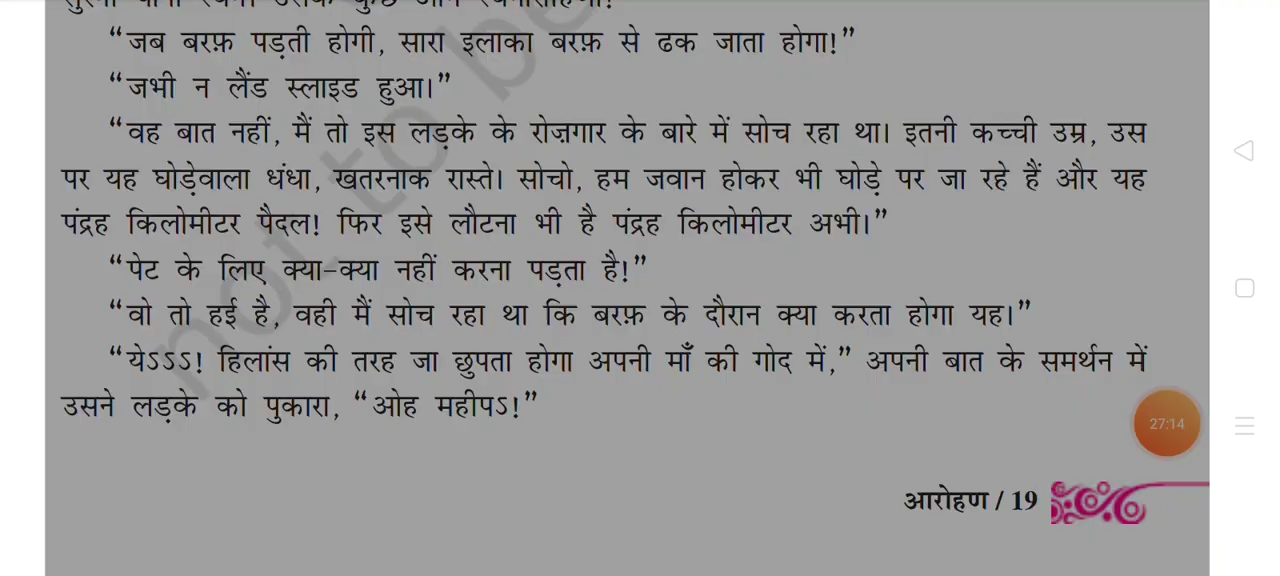 “जब बरफ़ पड़ती होगी, सारा इलाका बरफ़ से ढक जाता होगा!”
“जभी न लैंड स्लाइड हुआ।”
“वह बात नहीं, मैं तो इस लड़के के रोज़गार के बारे में सोच रहा था। इतनी कच्ची उम्र, उस
पर यह घोड़ेवाला धंधा, खतरनाक रास्ते। सोचो, हम जवान होकर भी घोड़े पर जा रहे हैं और यह
पंद्रह किलोमीटर पैदल! फिर इसे लौटना भी है पंद्रह किलोमीटर अभी।”
“पेट के लिए क्या-क्या नहीं करना पड़ता है!”
“वो तो हई है, वही मैं सोच रहा था कि बरफ़ के दौरान क्या करता होगा यह।”
“येऽऽऽ! हिलांस की तरह जा छुपता होगा अपनी माँ की गोद में,” अपनी बात के समर्थन में
उसने लड़के को पुकारा, “ओह महीपऽ!”
27:14
आरोहण / 19
not to be